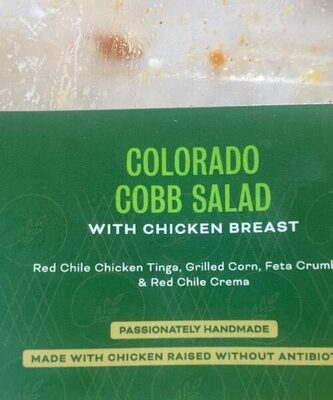 COLORADO
COBB SALAD
WITH CHICKEN BREAST
Red Chile Chicken Tinga, Grilled Corn, Feta Crumb
& Red Chile Crema
PASSIONATELY HANDMADE
MADE WITH CHICKEN RAISED WITHOUT ANTIBIOT